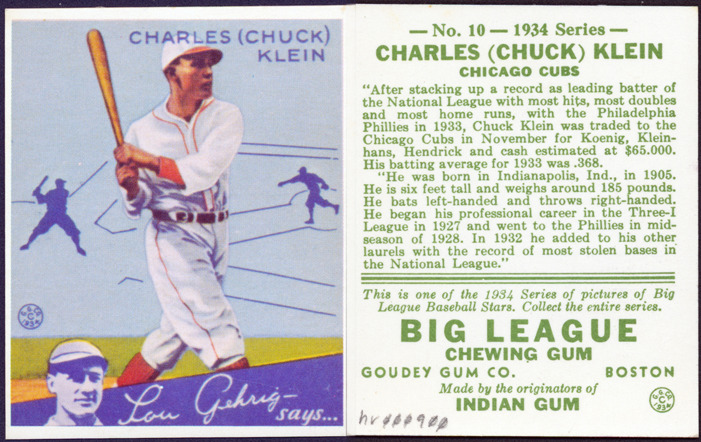 CHARLES (CHUCK)
KLEIN
G.G.CO.
C
1934
Lou Gehrig—
says...
— No. 10 — 1934 Series —
CHARLES (CHUCK) KLEIN
CHICAGO CUBS
"After stacking up a record as leading batter of
the National League with most hits, most doubles
and most home runs, with the Philadelphia
Phillies in 1933, Chuck Klein was traded to the
Chicago Cubs in November for Koenig, Klein-
hans, Hendrick and cash estimated at $65.000.
His batting average for 1933 was .368.
"He was born in Indianapolis, Ind., in 1905.
He is six feet tall and weighs around 185 pounds.
He bats left-handed and throws right-handed.
He began his professional career in the Three-I
League in 1927 and went to the Phillies in mid-
season of 1928. In 1932 he added to his other
laurels with the record of most stolen bases in
the National League."
This is one of the 1934 Series of pictures of Big
League Baseball Stars. Collect the entire series.
BIG LEAGUE
CHEWING GUM
GOUDEY GUM CO. BOSTON
Made by the originators of
INDIAN GUM
G.G.CO.
C
1934